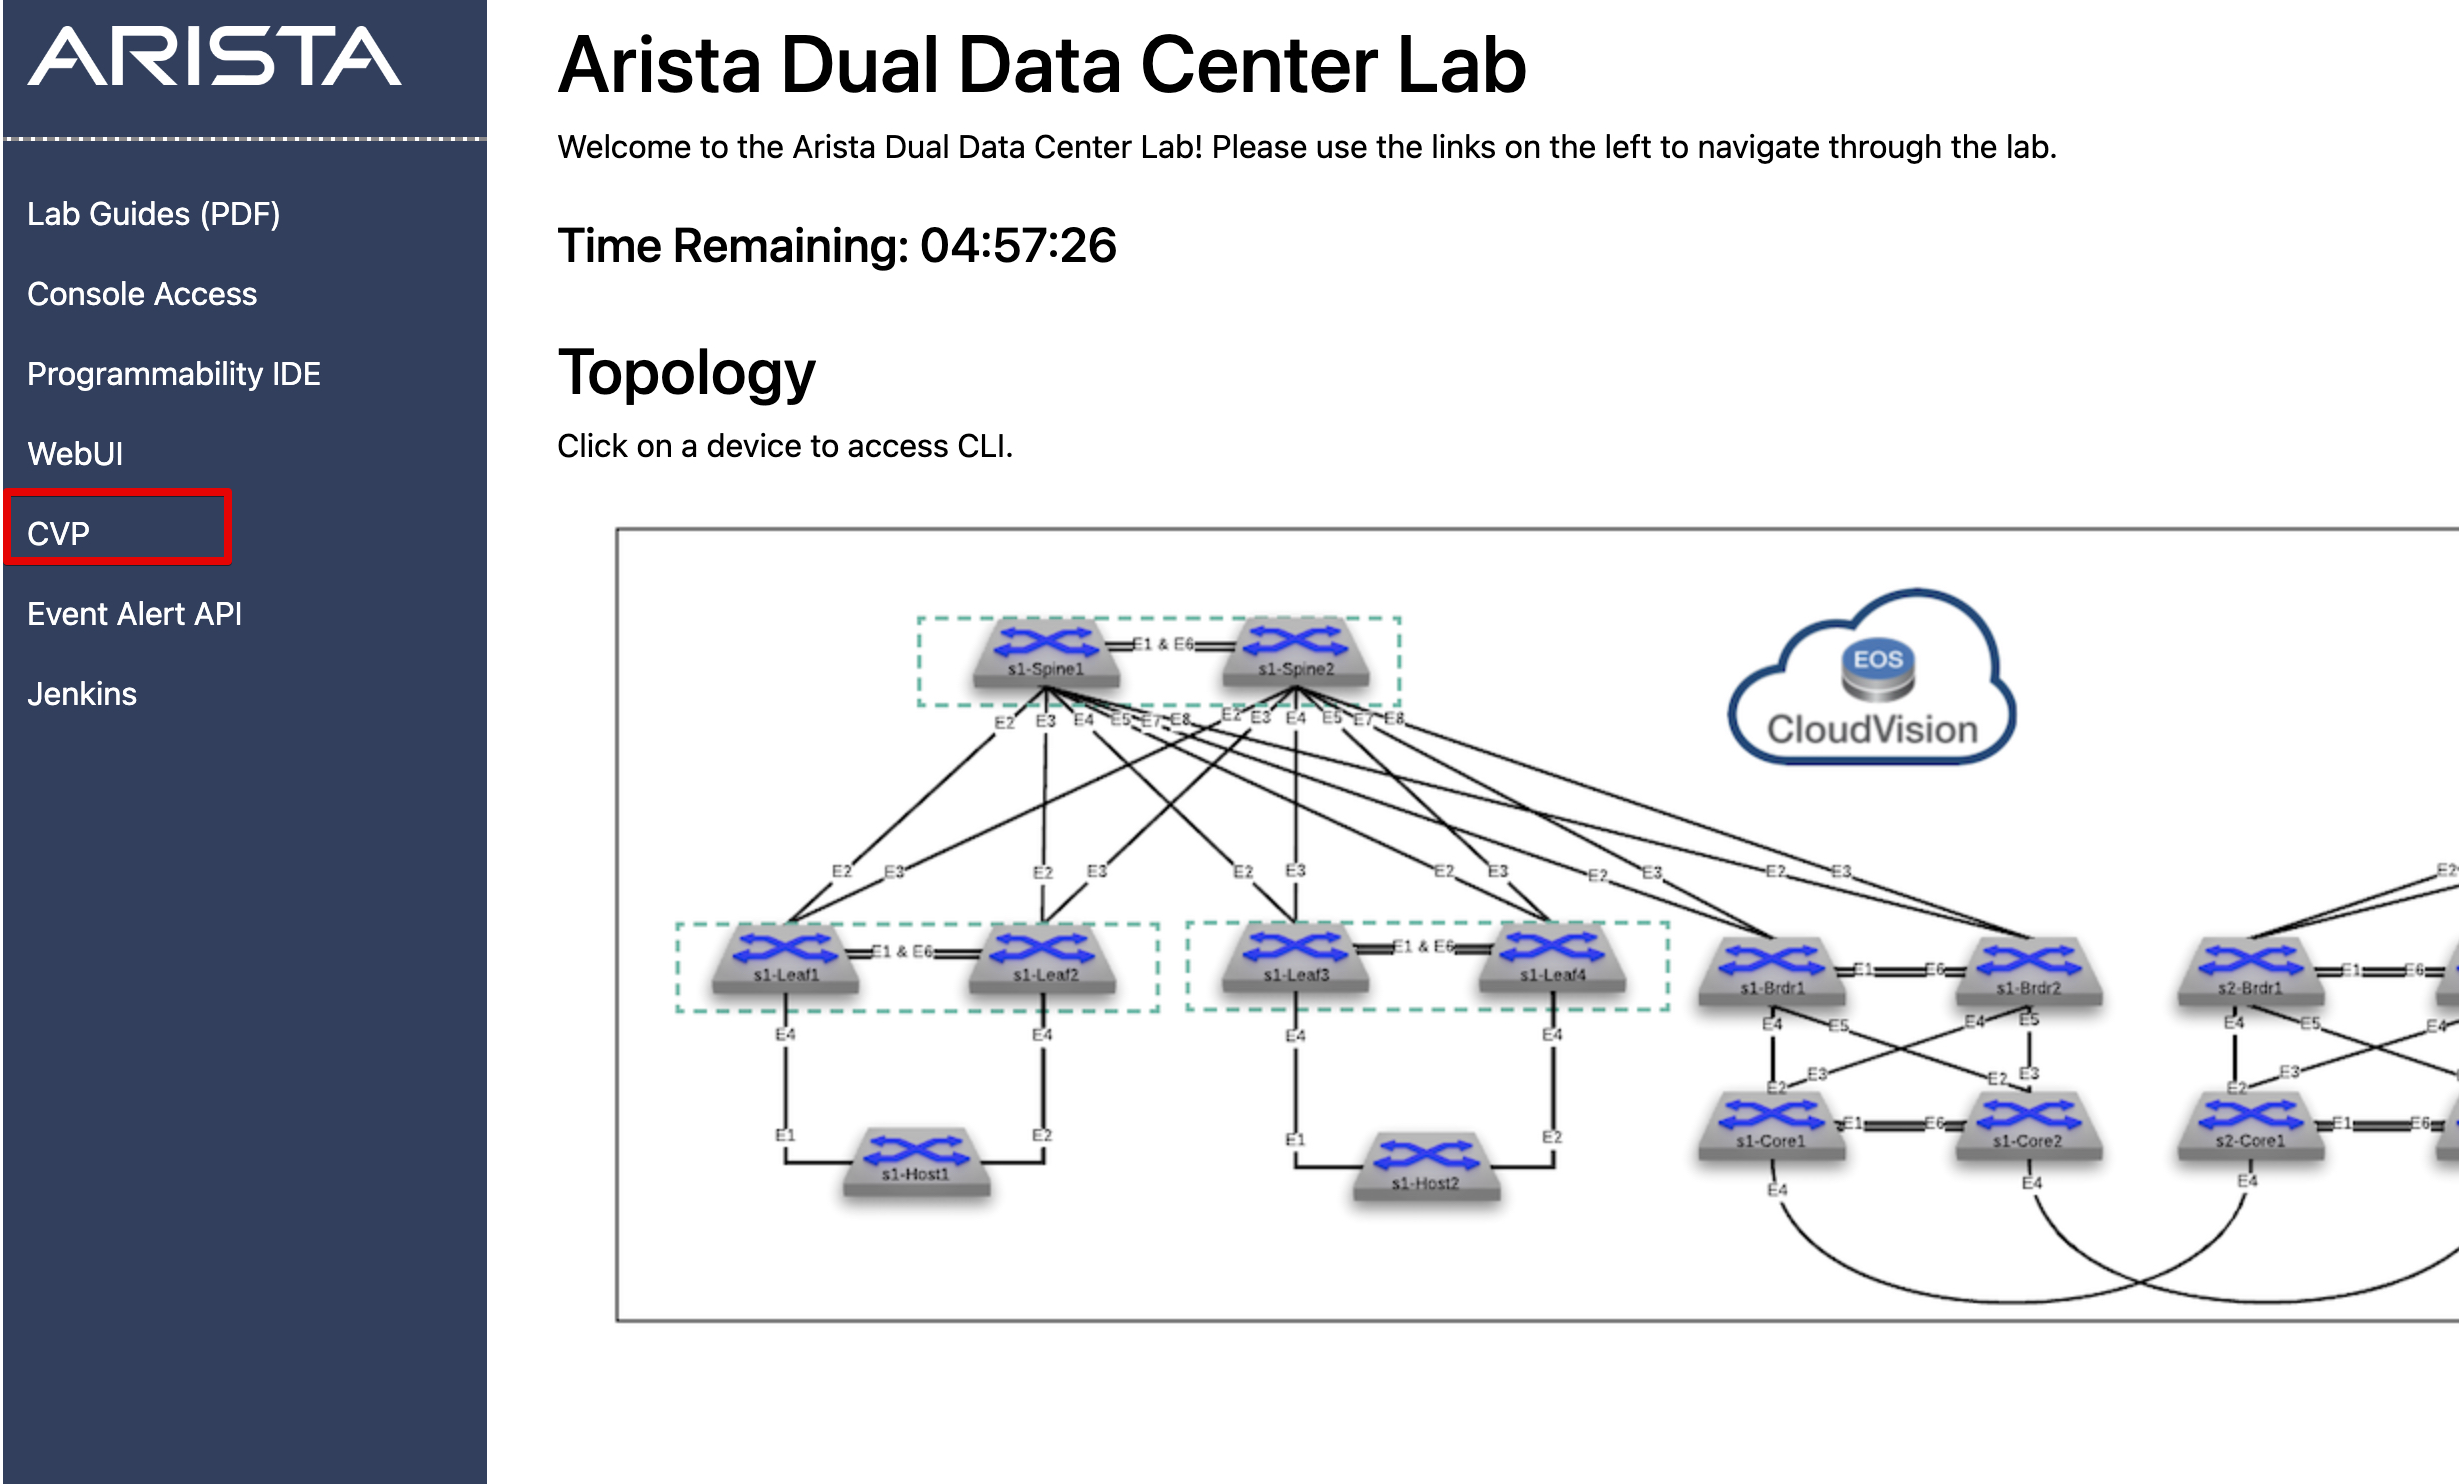 ARISTA
Lab Guides (PDF)
Console Access
Programmability IDE
WebUI
CVP
Event Alert API
Jenkins
Arista Dual Data Center Lab
Welcome to the Arista Dual Data Center Lab! Please use the links on the left to navigate through the lab.
Time Remaining: 04:57:26
Topology
Click on a device to access CLI.
s1-Spine1
E1 & E6
s1-Spine2
EOS
CloudVision
E2 E3 E4 E5 E7 E8 E2 E3 E4 E5 E7 E8
E2 E3 E2 E3 E2 E3 E2 E3 E2 E3 E2 E3 E2
s1-Leaf1 E1 & E6 s1-Leaf2 s1-Leaf3 E1 & E6 s1-Leaf4
s1-Brdr1 E1 E6 s1-Brdr2 s2-Brdr1 E1 E6
E4 E4 E4 E4 E4 E5 E4 E5 E4 E5 E4
E3 E2 E3 E3
E2 E2
E1 E2 E1 E2
s1-Core1 E1 E6 s1-Core2 s2-Core1 E1 E6
s1-Host1 s1-Host2
E4 E4 E4